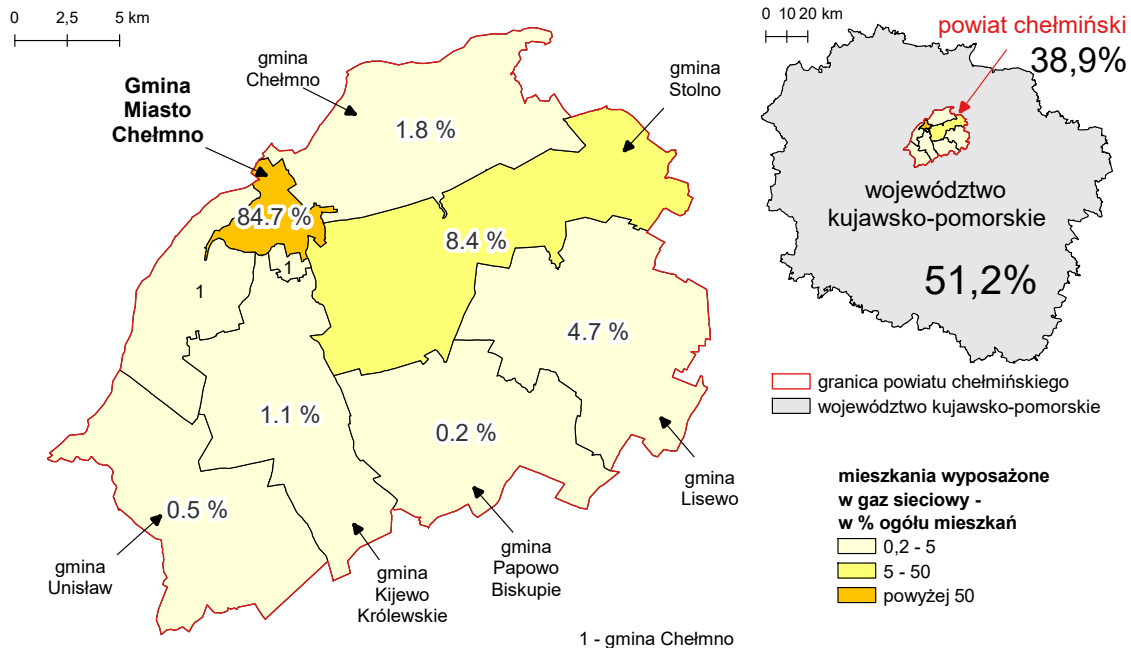 0 2,5 5 km
gmina
Chełmno
Gmina
Miasto
Chełmno
gmina
Stolno
1.8 %
84.7 %
8.4 %
1
1
4.7 %
1.1 %
0.2 %
0.5 %
gmina
Lisewo
gmina
Unisław
gmina
Kijewo
Królewskie
gmina
Papowo
Biskupie
1 - gmina Chełmno
0 10 20 km
powiat chełmiński
38,9%
województwo
kujawsko-pomorskie
51,2%
granica powiatu chełmińskiego
województwo kujawsko-pomorskie
mieszkania wyposażone
w gaz sieciowy -
w % ogółu mieszkań
0,2 - 5
5 - 50
powyżej 50